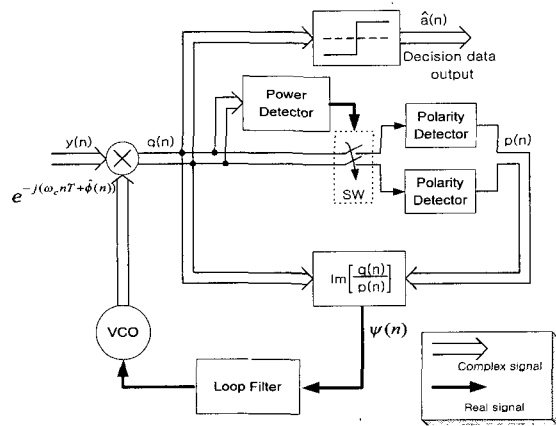 â(n)
Decision data
output
Power
Detector
Polarity
Detector
y(n)
q(n)
p(n)
SW
Polarity
Detector
e^{-j(ω_c nT+φ̂(n))}
Im[q(n)/p(n)]
ψ(n)
VCO
Loop Filter
Complex signal
Real signal